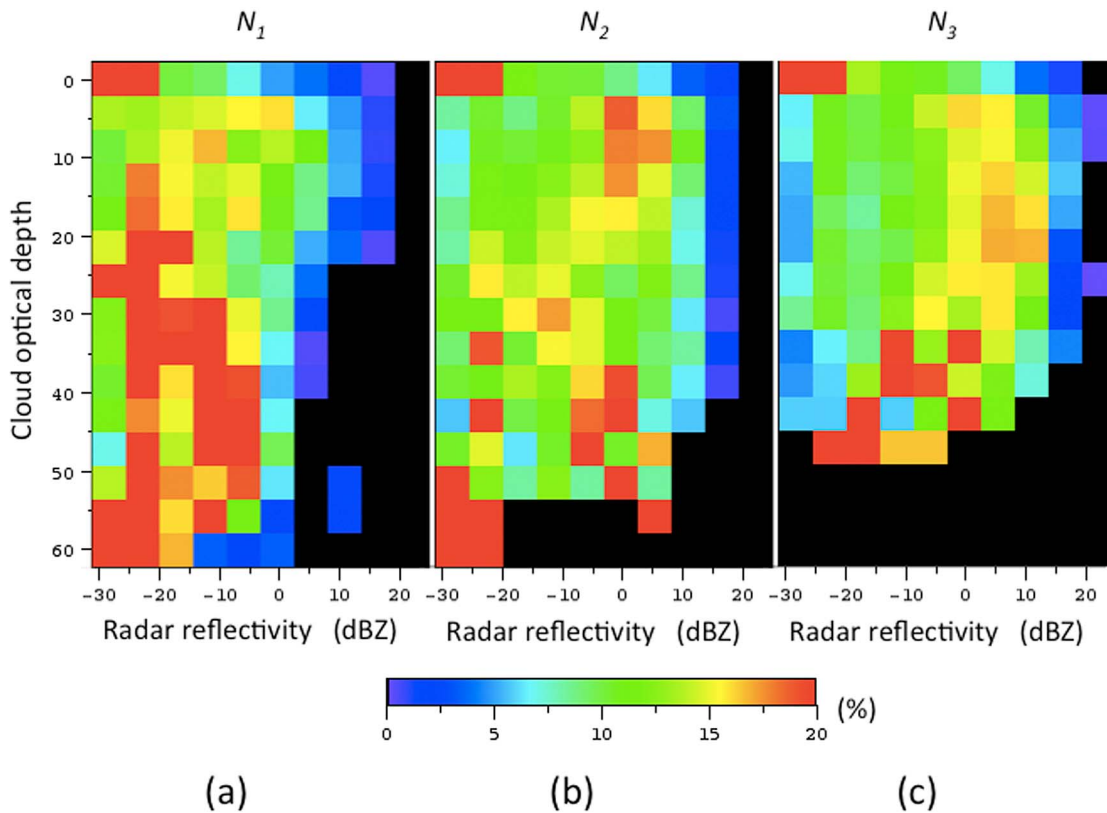 N1 N2 N3
Cloud optical depth
0
10
20
30
40
50
60
-30 -20 -10 0 10 20 -30 -20 -10 0 10 20 -30 -20 -10 0 10 20
Radar reflectivity (dBZ) Radar reflectivity (dBZ) Radar reflectivity (dBZ)
0 5 10 15 20 (%)
(a) (b) (c)